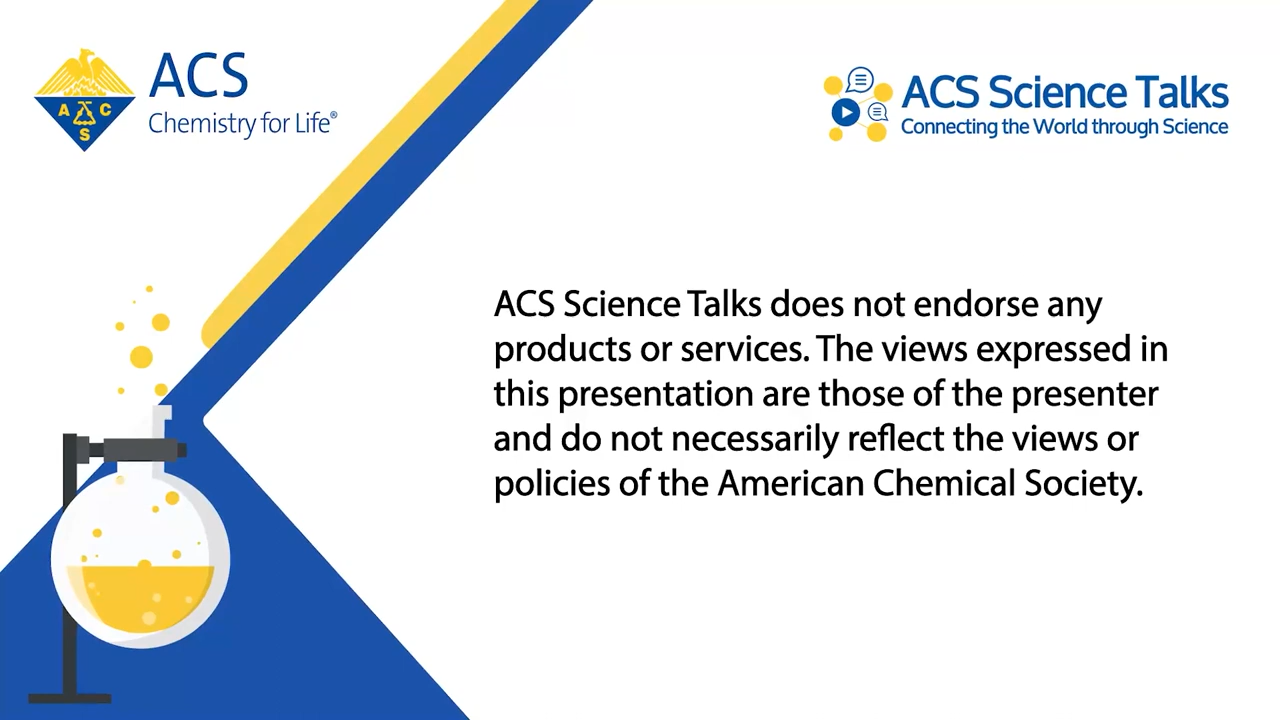 ACS
Chemistry for Life®
A C
S
ACS Science Talks
Connecting the World through Science
ACS Science Talks does not endorse any
products or services. The views expressed in
this presentation are those of the presenter
and do not necessarily reflect the views or
policies of the American Chemical Society.